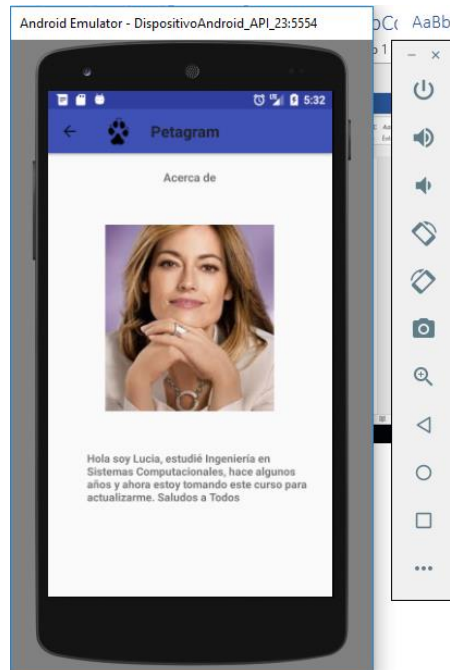 Android Emulator - DispositivoAndroid_API_23:5554
AaBb
5:32
Petagram
Acerca de
Hola soy Lucia, estudié Ingeniería en
Sistemas Computacionales, hace algunos
años y ahora estoy tomando este curso para
actualizarme. Saludos a Todos